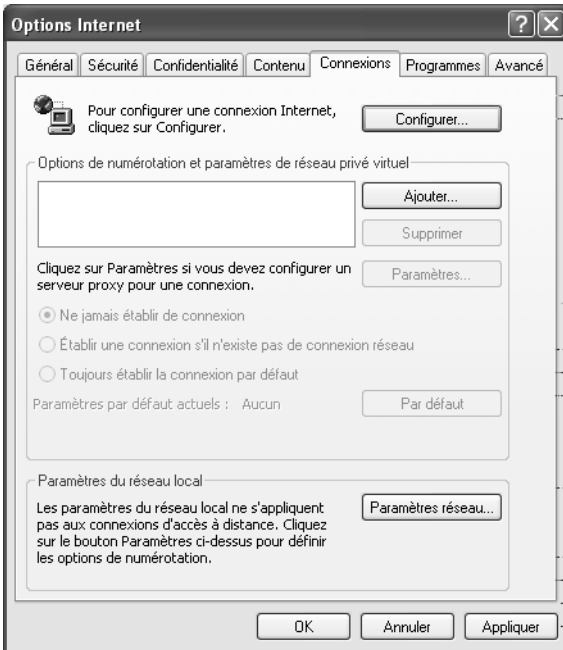 Options Internet
Général Sécurité Confidentialité Contenu Connexions Programmes Avancé
Pour configurer une connexion Internet,
cliquez sur Configurer.
Configurer...
Options de numérotation et paramètres de réseau privé virtuel
Ajouter...
Supprimer
Cliquez sur Paramètres si vous devez configurer un
serveur proxy pour une connexion.
Paramètres...
Ne jamais établir de connexion
Établir une connexion s'il n'existe pas de connexion réseau
Toujours établir la connexion par défaut
Paramètres par défaut actuels : Aucun
Par défaut
Paramètres du réseau local
Les paramètres du réseau local ne s'appliquent
pas aux connexions d'accès à distance. Cliquez
sur le bouton Paramètres ci-dessus pour définir
les options de numérotation.
Paramètres réseau...
OK Annuler Appliquer